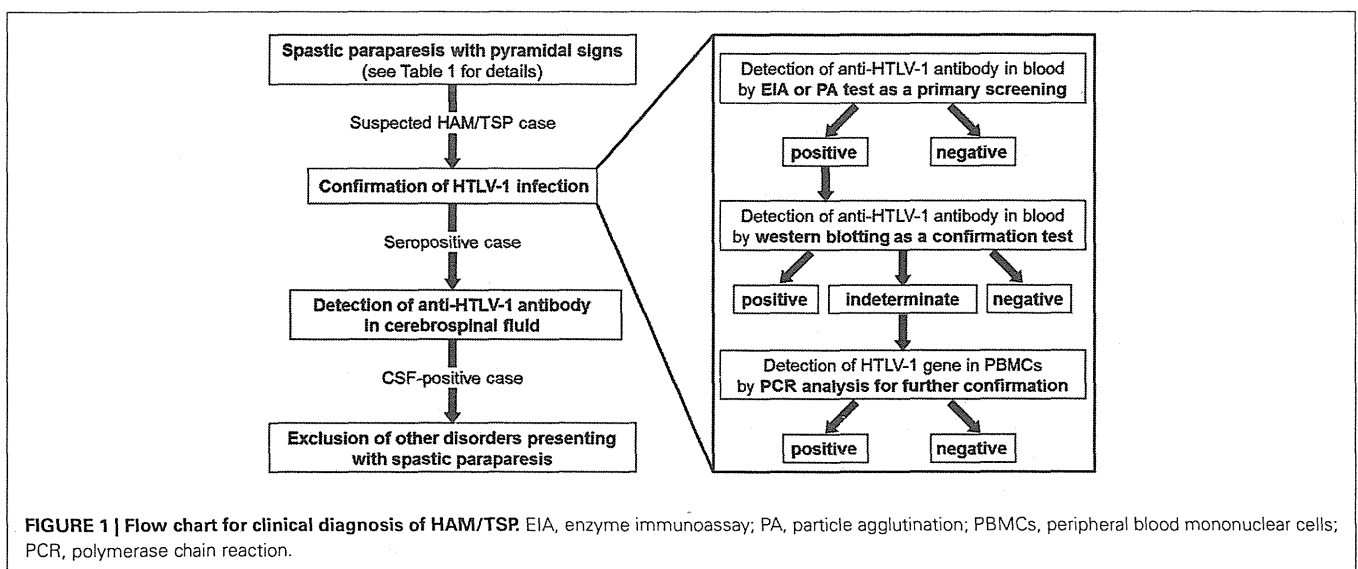 Spastic paraparesis with pyramidal signs
(see Table 1 for details)
Suspected HAM/TSP case
Confirmation of HTLV-1 infection
Seropositive case
Detection of anti-HTLV-1 antibody
in cerebrospinal fluid
CSF-positive case
Exclusion of other disorders presenting
with spastic paraparesis
Detection of anti-HTLV-1 antibody in blood
by EIA or PA test as a primary screening
positive
negative
Detection of anti-HTLV-1 antibody in blood
by western blotting as a confirmation test
positive
indeterminate
negative
Detection of HTLV-1 gene in PBMCs
by PCR analysis for further confirmation
positive
negative
FIGURE 1 | Flow chart for clinical diagnosis of HAM/TSP. EIA, enzyme immunoassay; PA, particle agglutination; PBMCs, peripheral blood mononuclear cells;
PCR, polymerase chain reaction.